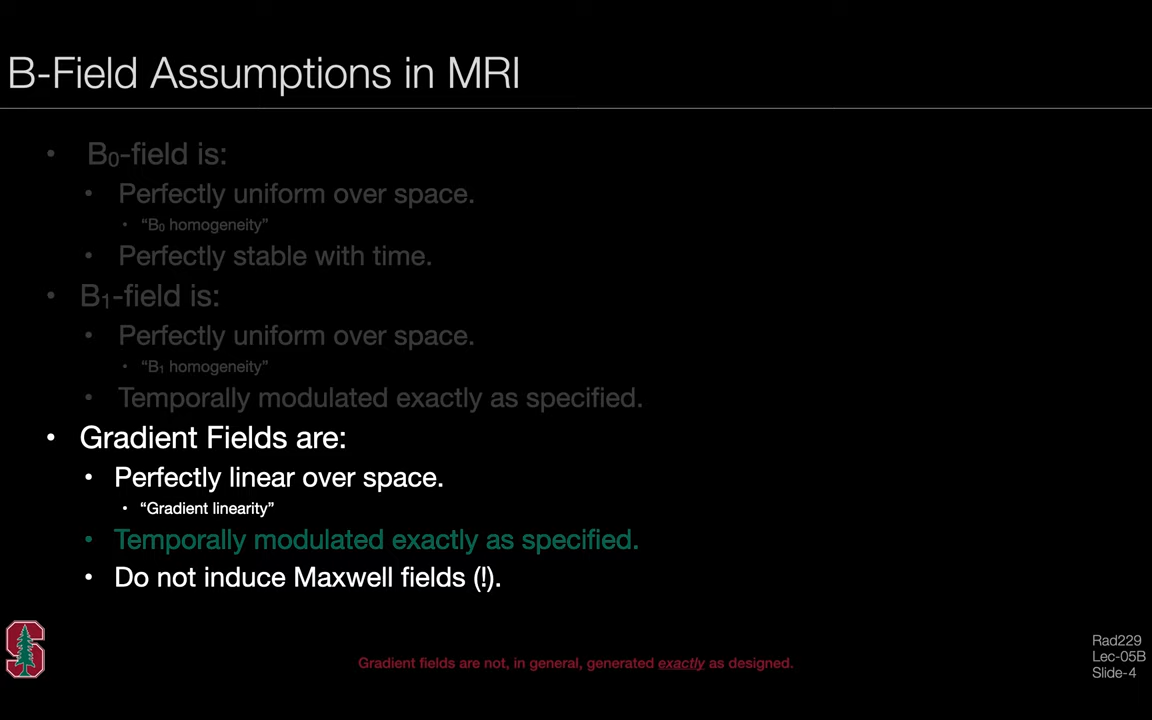 B-Field Assumptions in MRI
• B₀-field is:
• Perfectly uniform over space.
• “B₀ homogeneity”
• Perfectly stable with time.
• B₁-field is:
• Perfectly uniform over space.
• “B₁ homogeneity”
• Temporally modulated exactly as specified.
• Gradient Fields are:
• Perfectly linear over space.
• “Gradient linearity”
• Temporally modulated exactly as specified.
• Do not induce Maxwell fields (!).
Gradient fields are not, in general, generated exactly as designed.
Rad229
Lec-05B
Slide-4